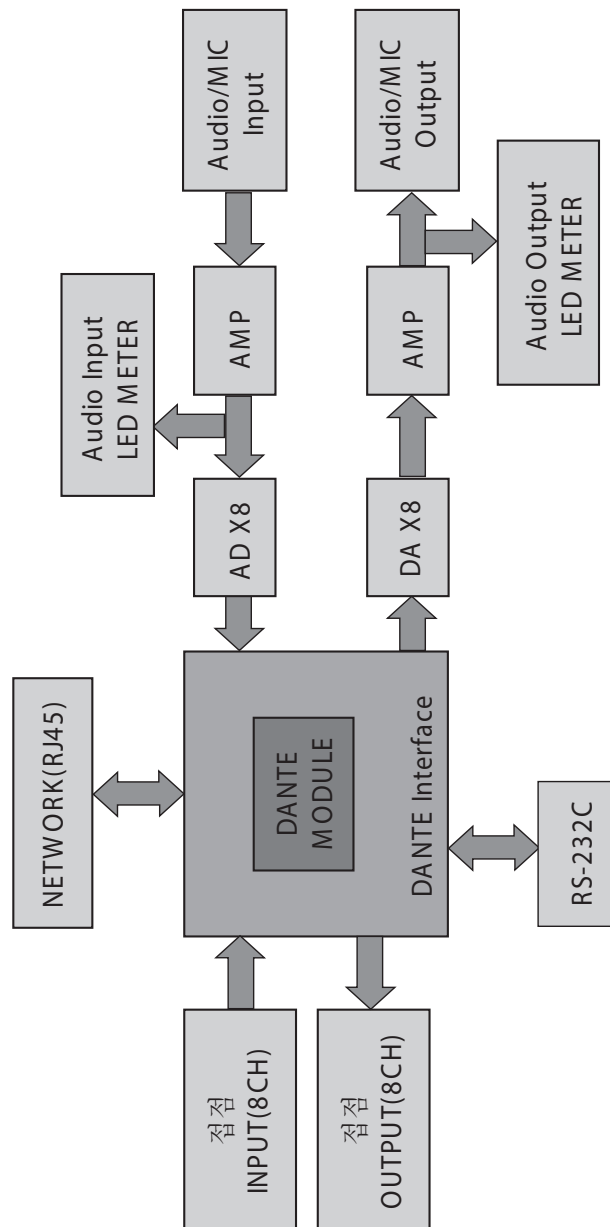 NETWORK(RJ45)
Audio Input
LED METER
접점
INPUT(8CH)
DANTE
MODULE
DANTE Interface
AD X8
AMP
Audio/MIC
Input
접점
OUTPUT(8CH)
DA X8
AMP
Audio/MIC
Output
RS-232C
Audio Output
LED METER